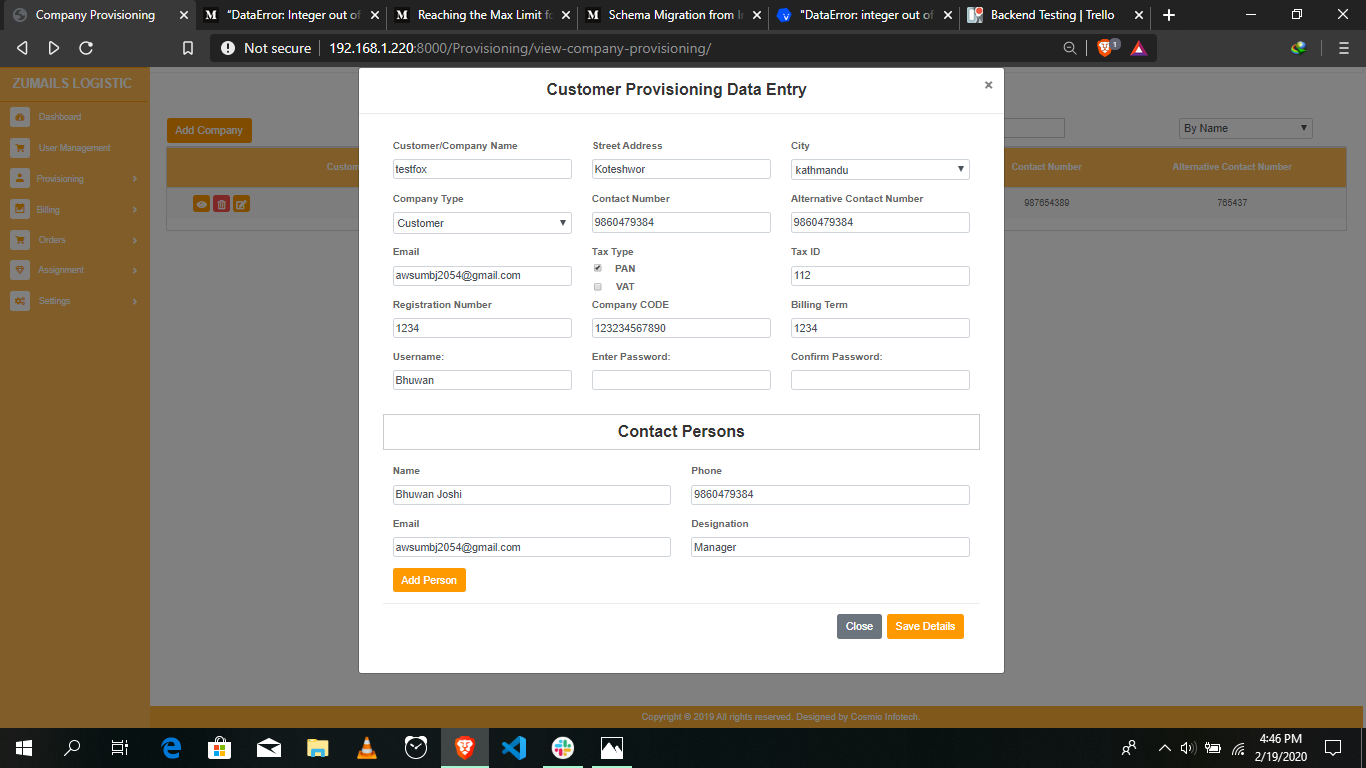 Company Provisioning
"DataError: Integer out of
Reaching the Max Limit fo
Schema Migration from In
"DataError: integer out of
Backend Testing | Trello
Not secure
192.168.1.220:8000/Provisioning/view-company-provisioning/
1
ZUMAILS LOGISTIC
Dashboard
User Management
Provisioning
Billing
Orders
Assignment
Settings
Add Company
By Name
Custom
Contact Number
Alternative Contact Number
987654389
765437
Customer Provisioning Data Entry
×
Customer/Company Name
Street Address
City
testfox
Koteshwor
kathmandu
Company Type
Contact Number
Alternative Contact Number
Customer
9860479384
9860479384
Email
Tax Type
Tax ID
awsumbj2054@gmail.com
PAN
VAT
112
Registration Number
Company CODE
Billing Term
1234
123234567890
1234
Username:
Enter Password:
Confirm Password:
Bhuwan
Contact Persons
Name
Phone
Bhuwan Joshi
9860479384
Email
Designation
awsumbj2054@gmail.com
Manager
Add Person
Close
Save Details
Copyright © 2019 All rights reserved. Designed by Cosmio Infotech.
4:46 PM
2/19/2020